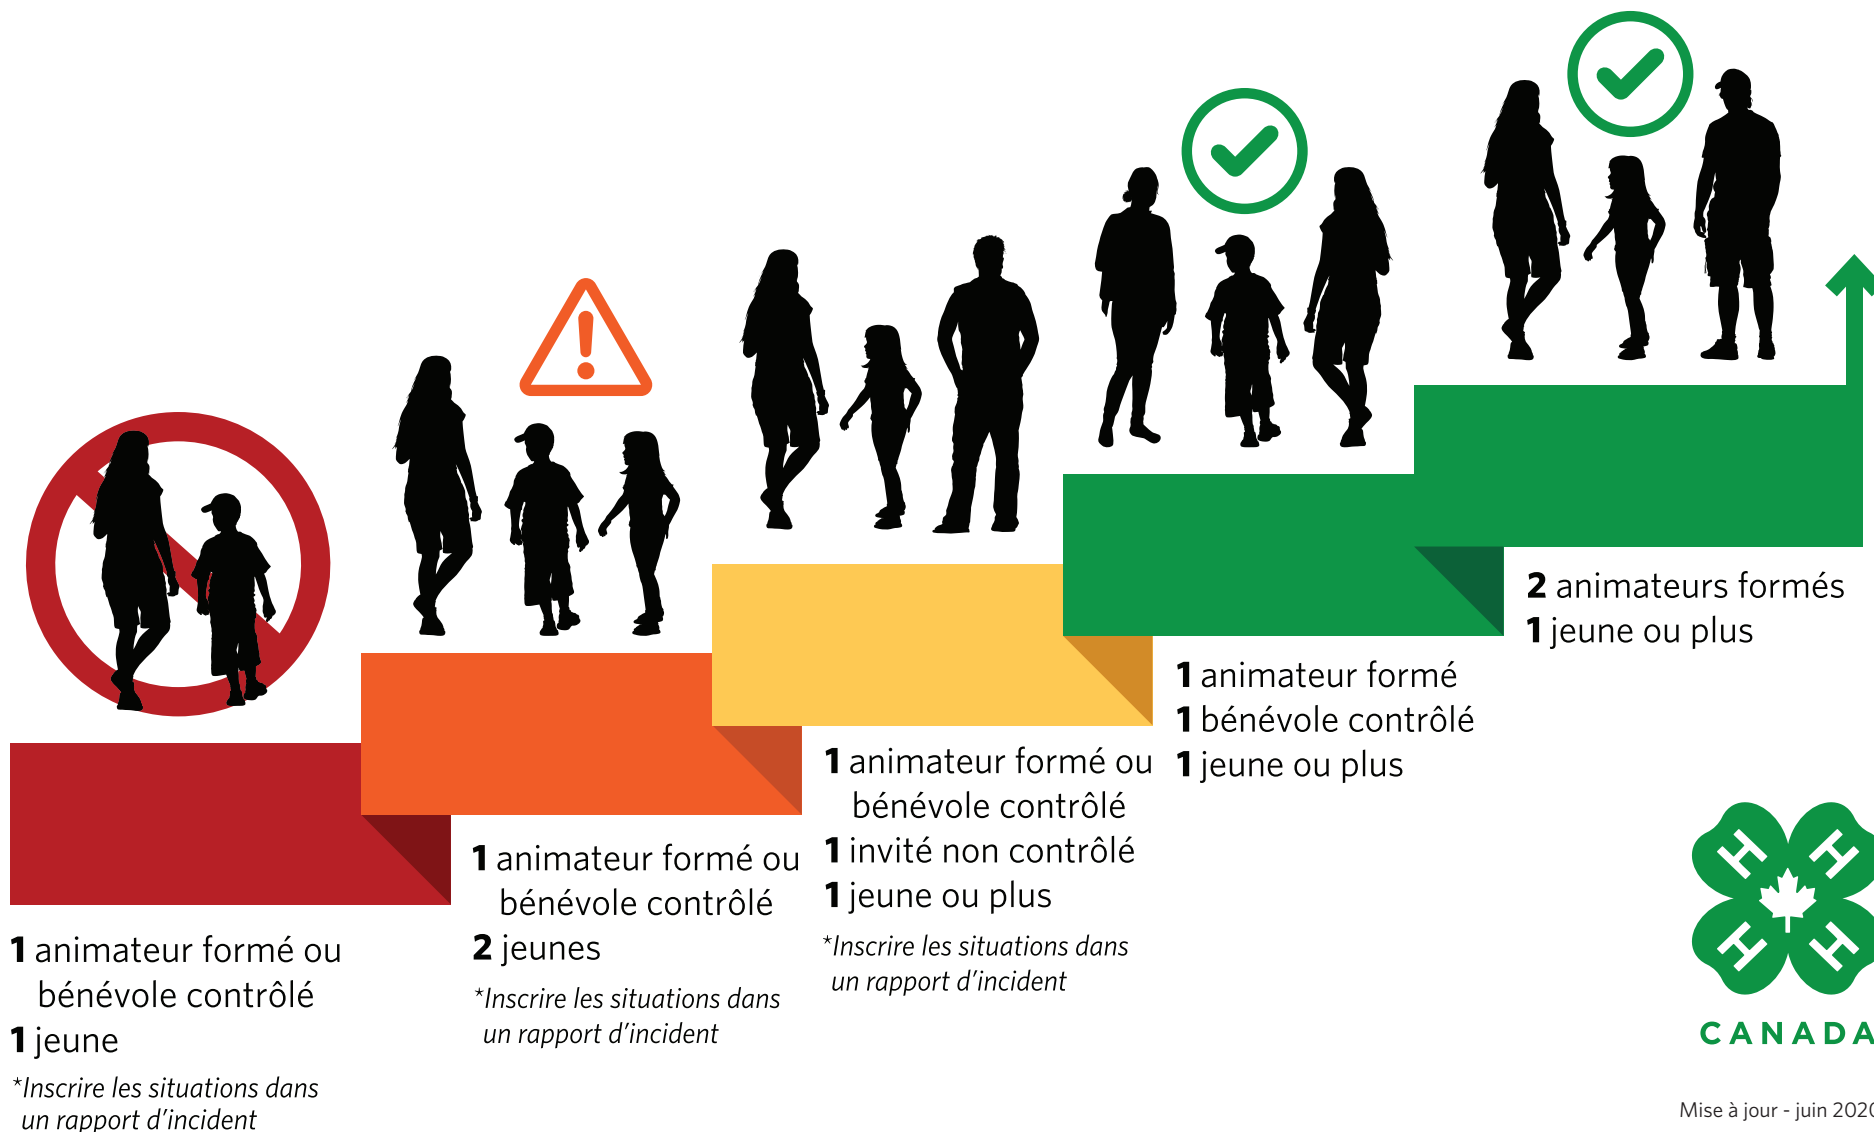 1 animateur formé ou
bénévole contrôlé
1 jeune
*Inscrire les situations dans
un rapport d'incident
1 animateur formé ou
bénévole contrôlé
2 jeunes
*Inscrire les situations dans
un rapport d'incident
1 animateur formé ou
bénévole contrôlé
1 invité non contrôlé
1 jeune ou plus
*Inscrire les situations dans
un rapport d'incident
1 animateur formé
1 bénévole contrôlé
1 jeune ou plus
2 animateurs formés
1 jeune ou plus
H H
H H
CANADA
Mise à jour - juin 2020